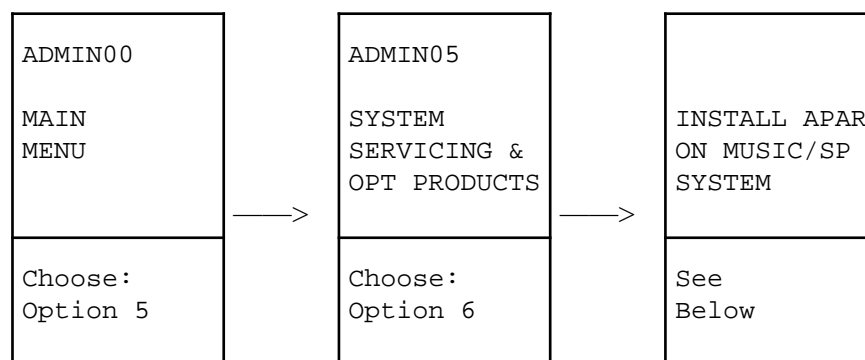 ADMIN00
MAIN
MENU
Choose:
Option 5
ADMIN05
SYSTEM
SERVICING &
OPT PRODUCTS
Choose:
Option 6
INSTALL APAR
ON MUSIC/SP
SYSTEM
See
Below